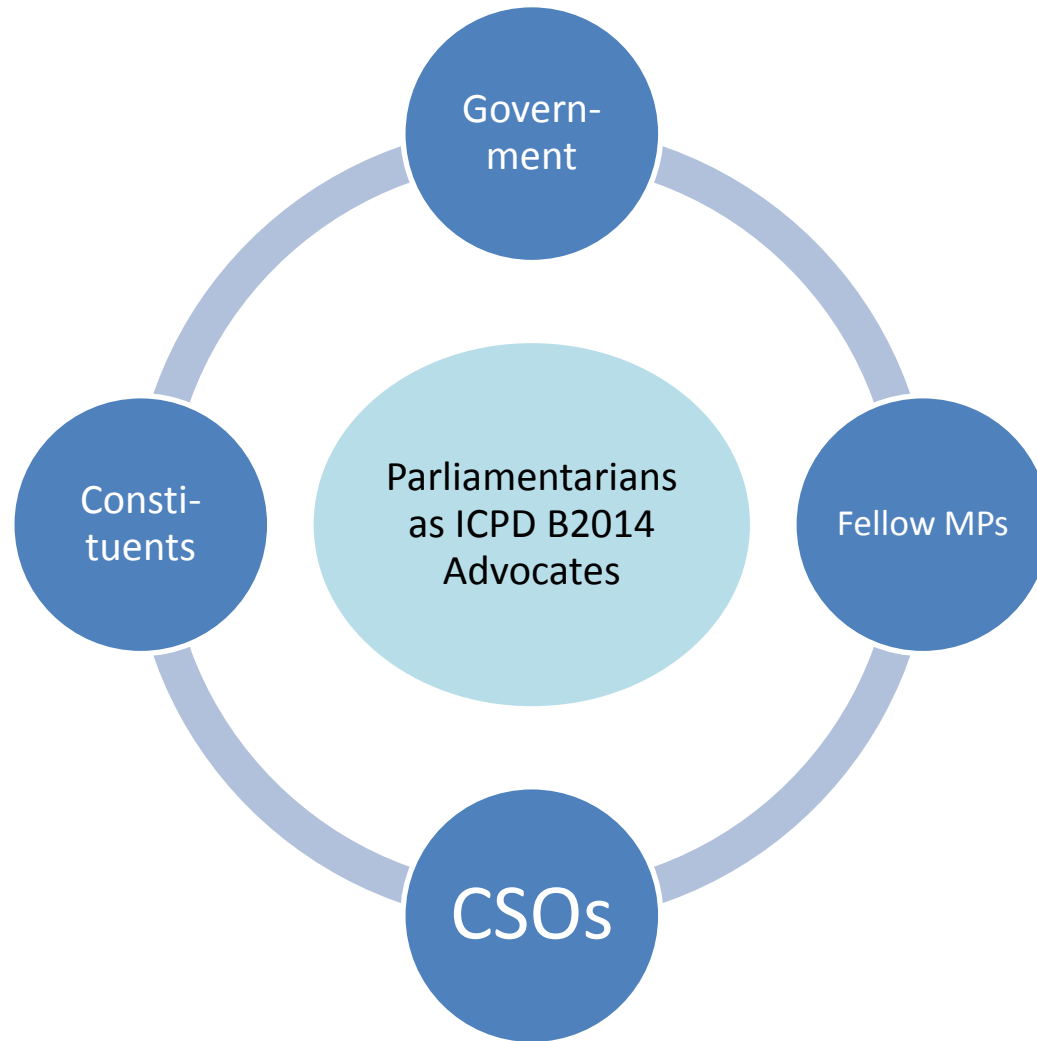 Govern-
ment
Consti-
tuents
Parliamentarians
as ICPD B2014
Advocates
Fellow MPs
CSOs